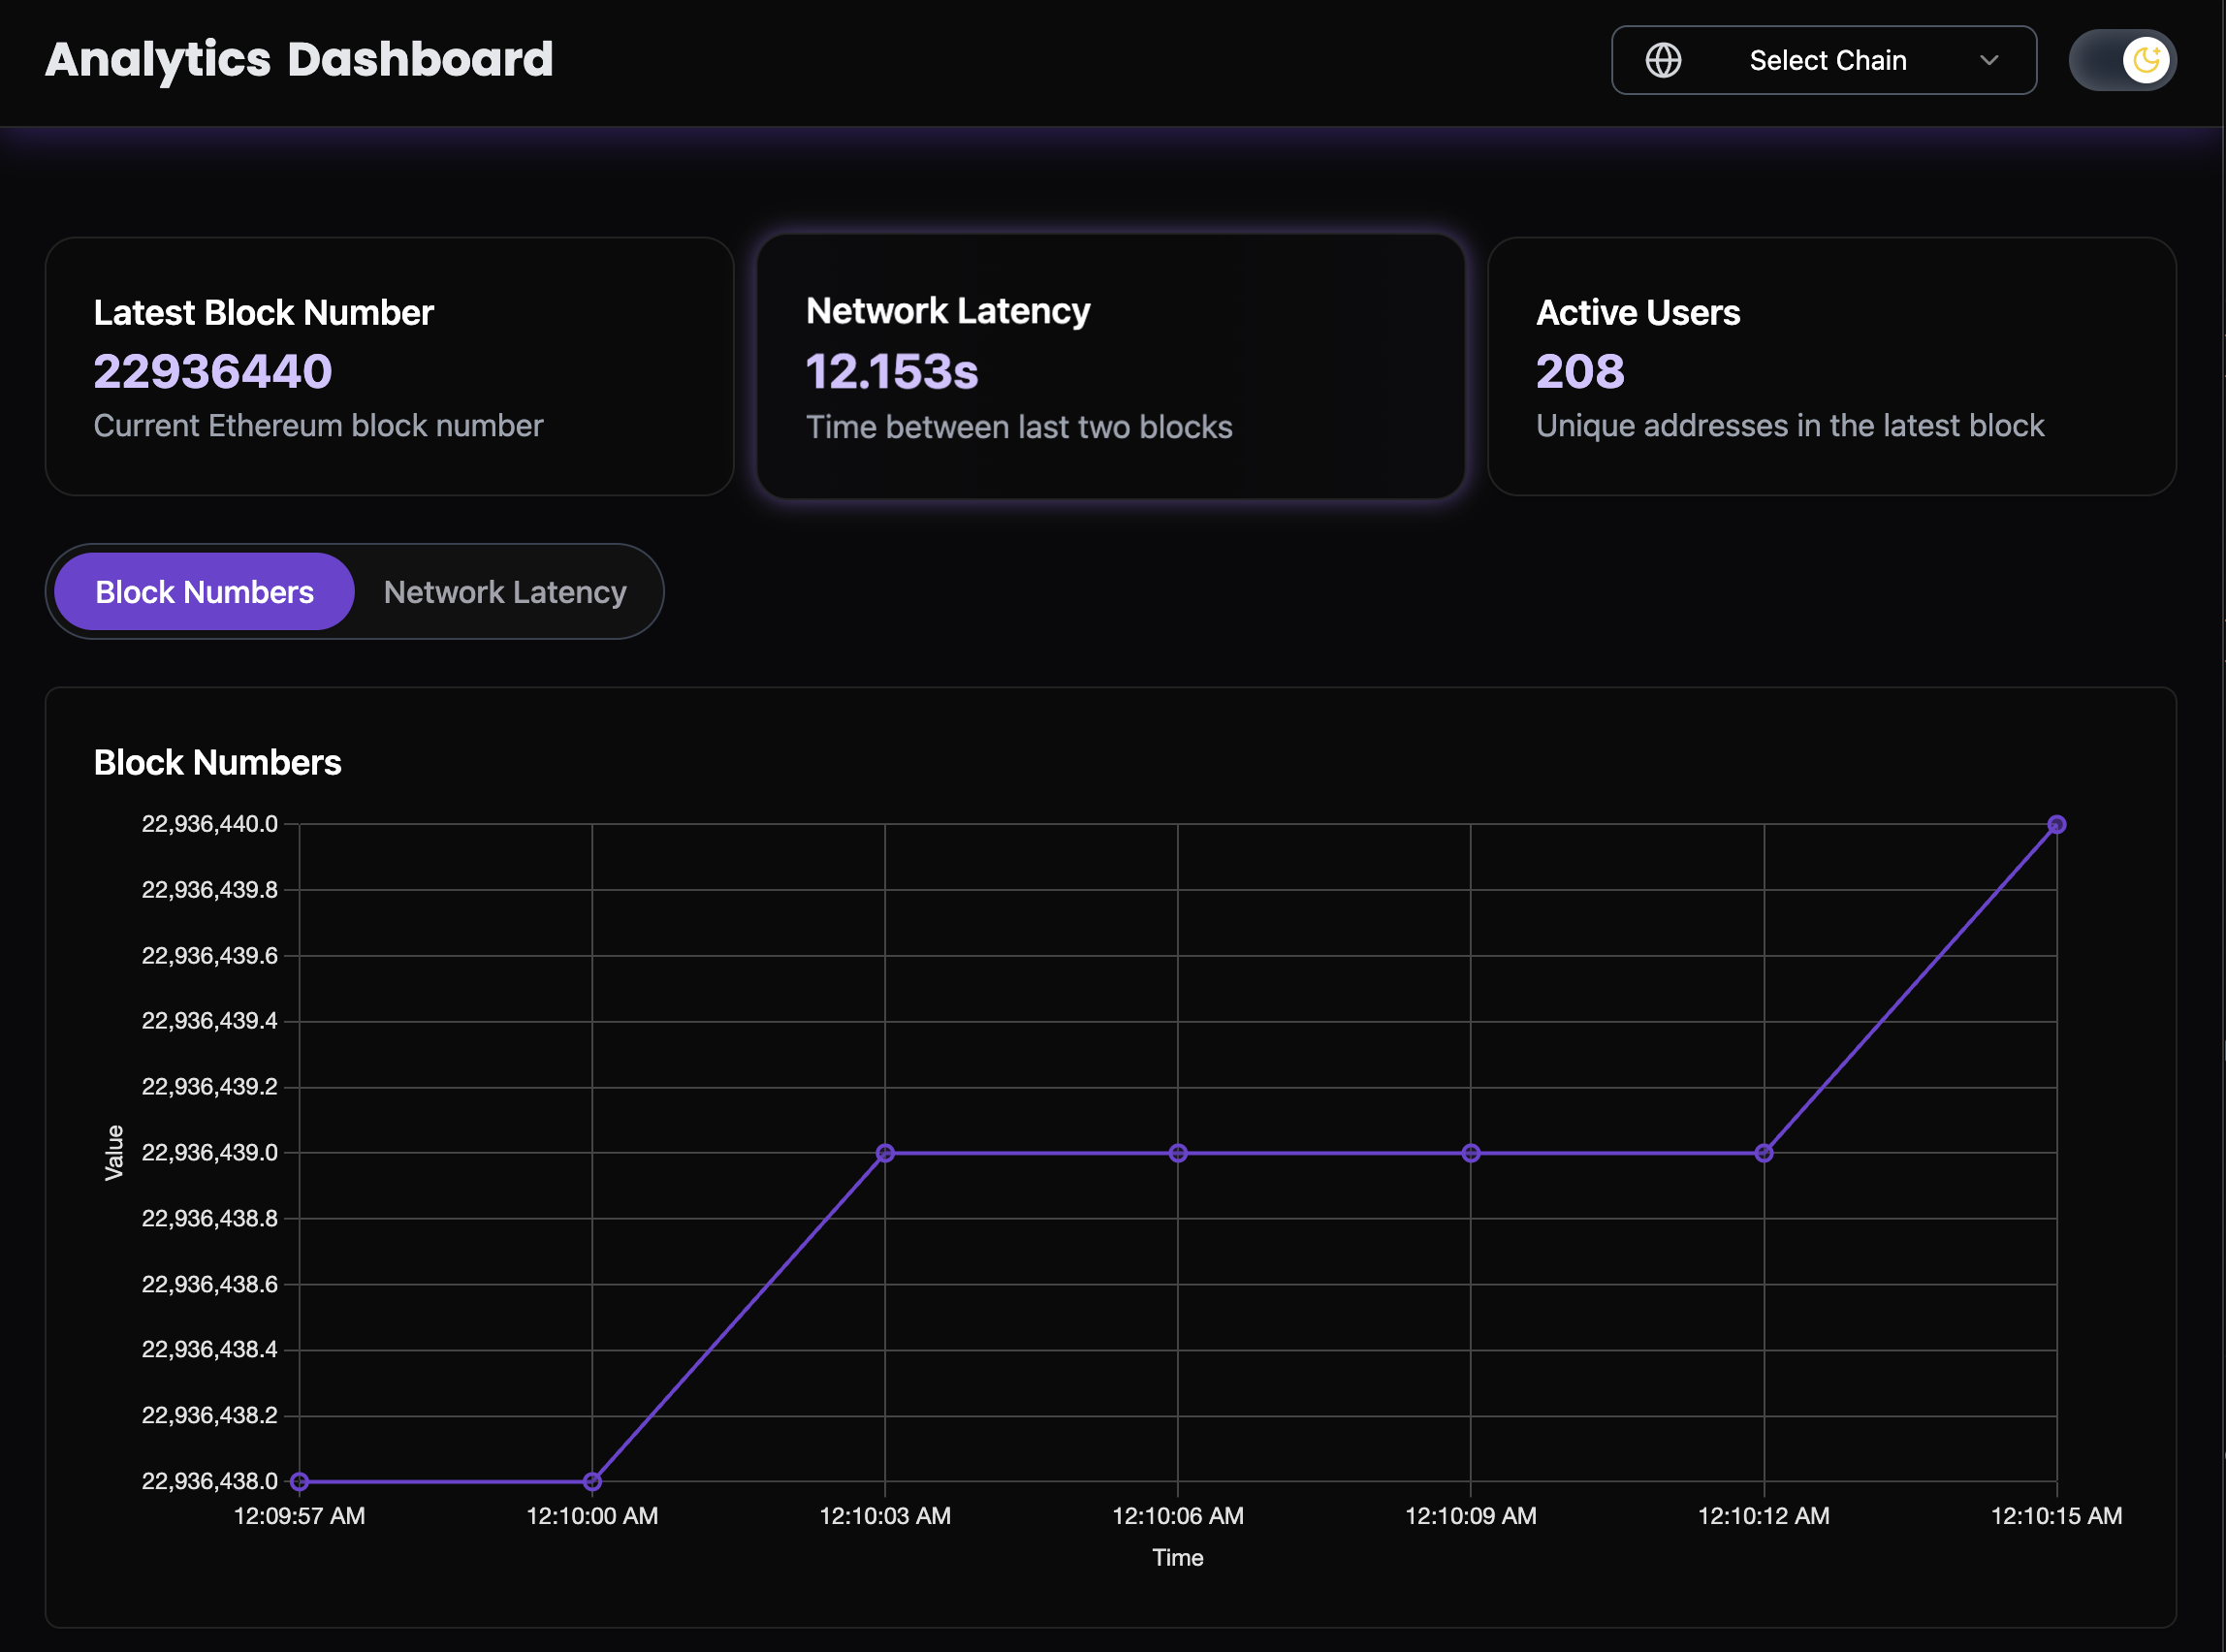 Analytics Dashboard
Select Chain
Latest Block Number
22936440
Current Ethereum block number
Network Latency
12.153s
Time between last two blocks
Active Users
208
Unique addresses in the latest block
Block Numbers
Network Latency
Block Numbers
22,936,440.0
22,936,439.8
22,936,439.6
22,936,439.4
22,936,439.2
22,936,439.0
22,936,438.8
22,936,438.6
22,936,438.4
22,936,438.2
22,936,438.0
Value
12:09:57 AM
12:10:00 AM
12:10:03 AM
12:10:06 AM
12:10:09 AM
12:10:12 AM
12:10:15 AM
Time